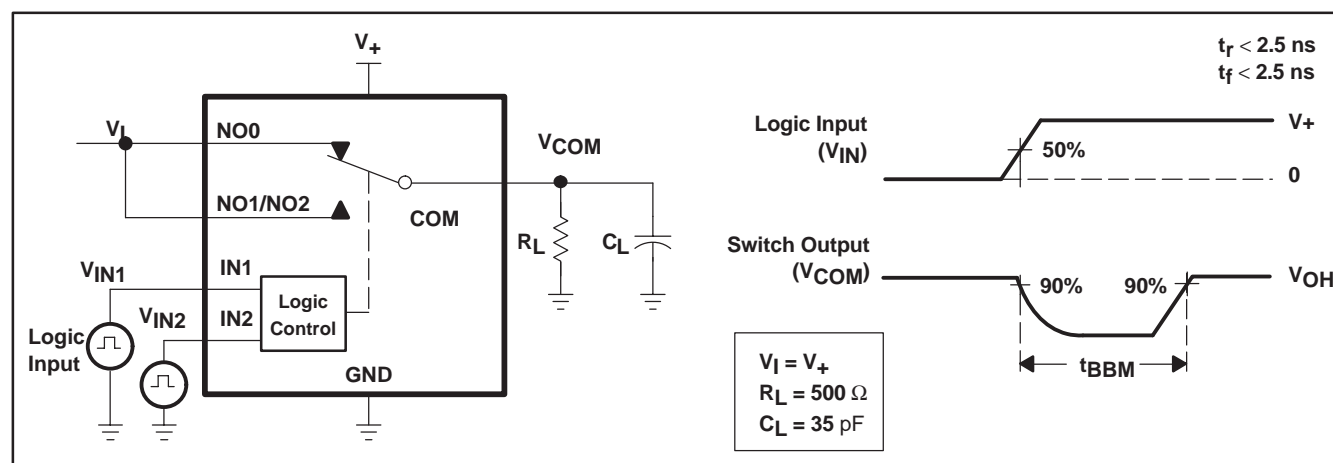 V+
VI
NO0
NO1/NO2
COM
VCOM
RL
CL
VIN1
IN1
VIN2
IN2
Logic
Control
Logic
Input
GND
tr < 2.5 ns
tf < 2.5 ns
Logic Input
(VIN)
50%
V+
0
Switch Output
(VCOM)
90%
90%
VOH
tBBM
VI = V+
RL = 500 Ω
CL = 35 pF